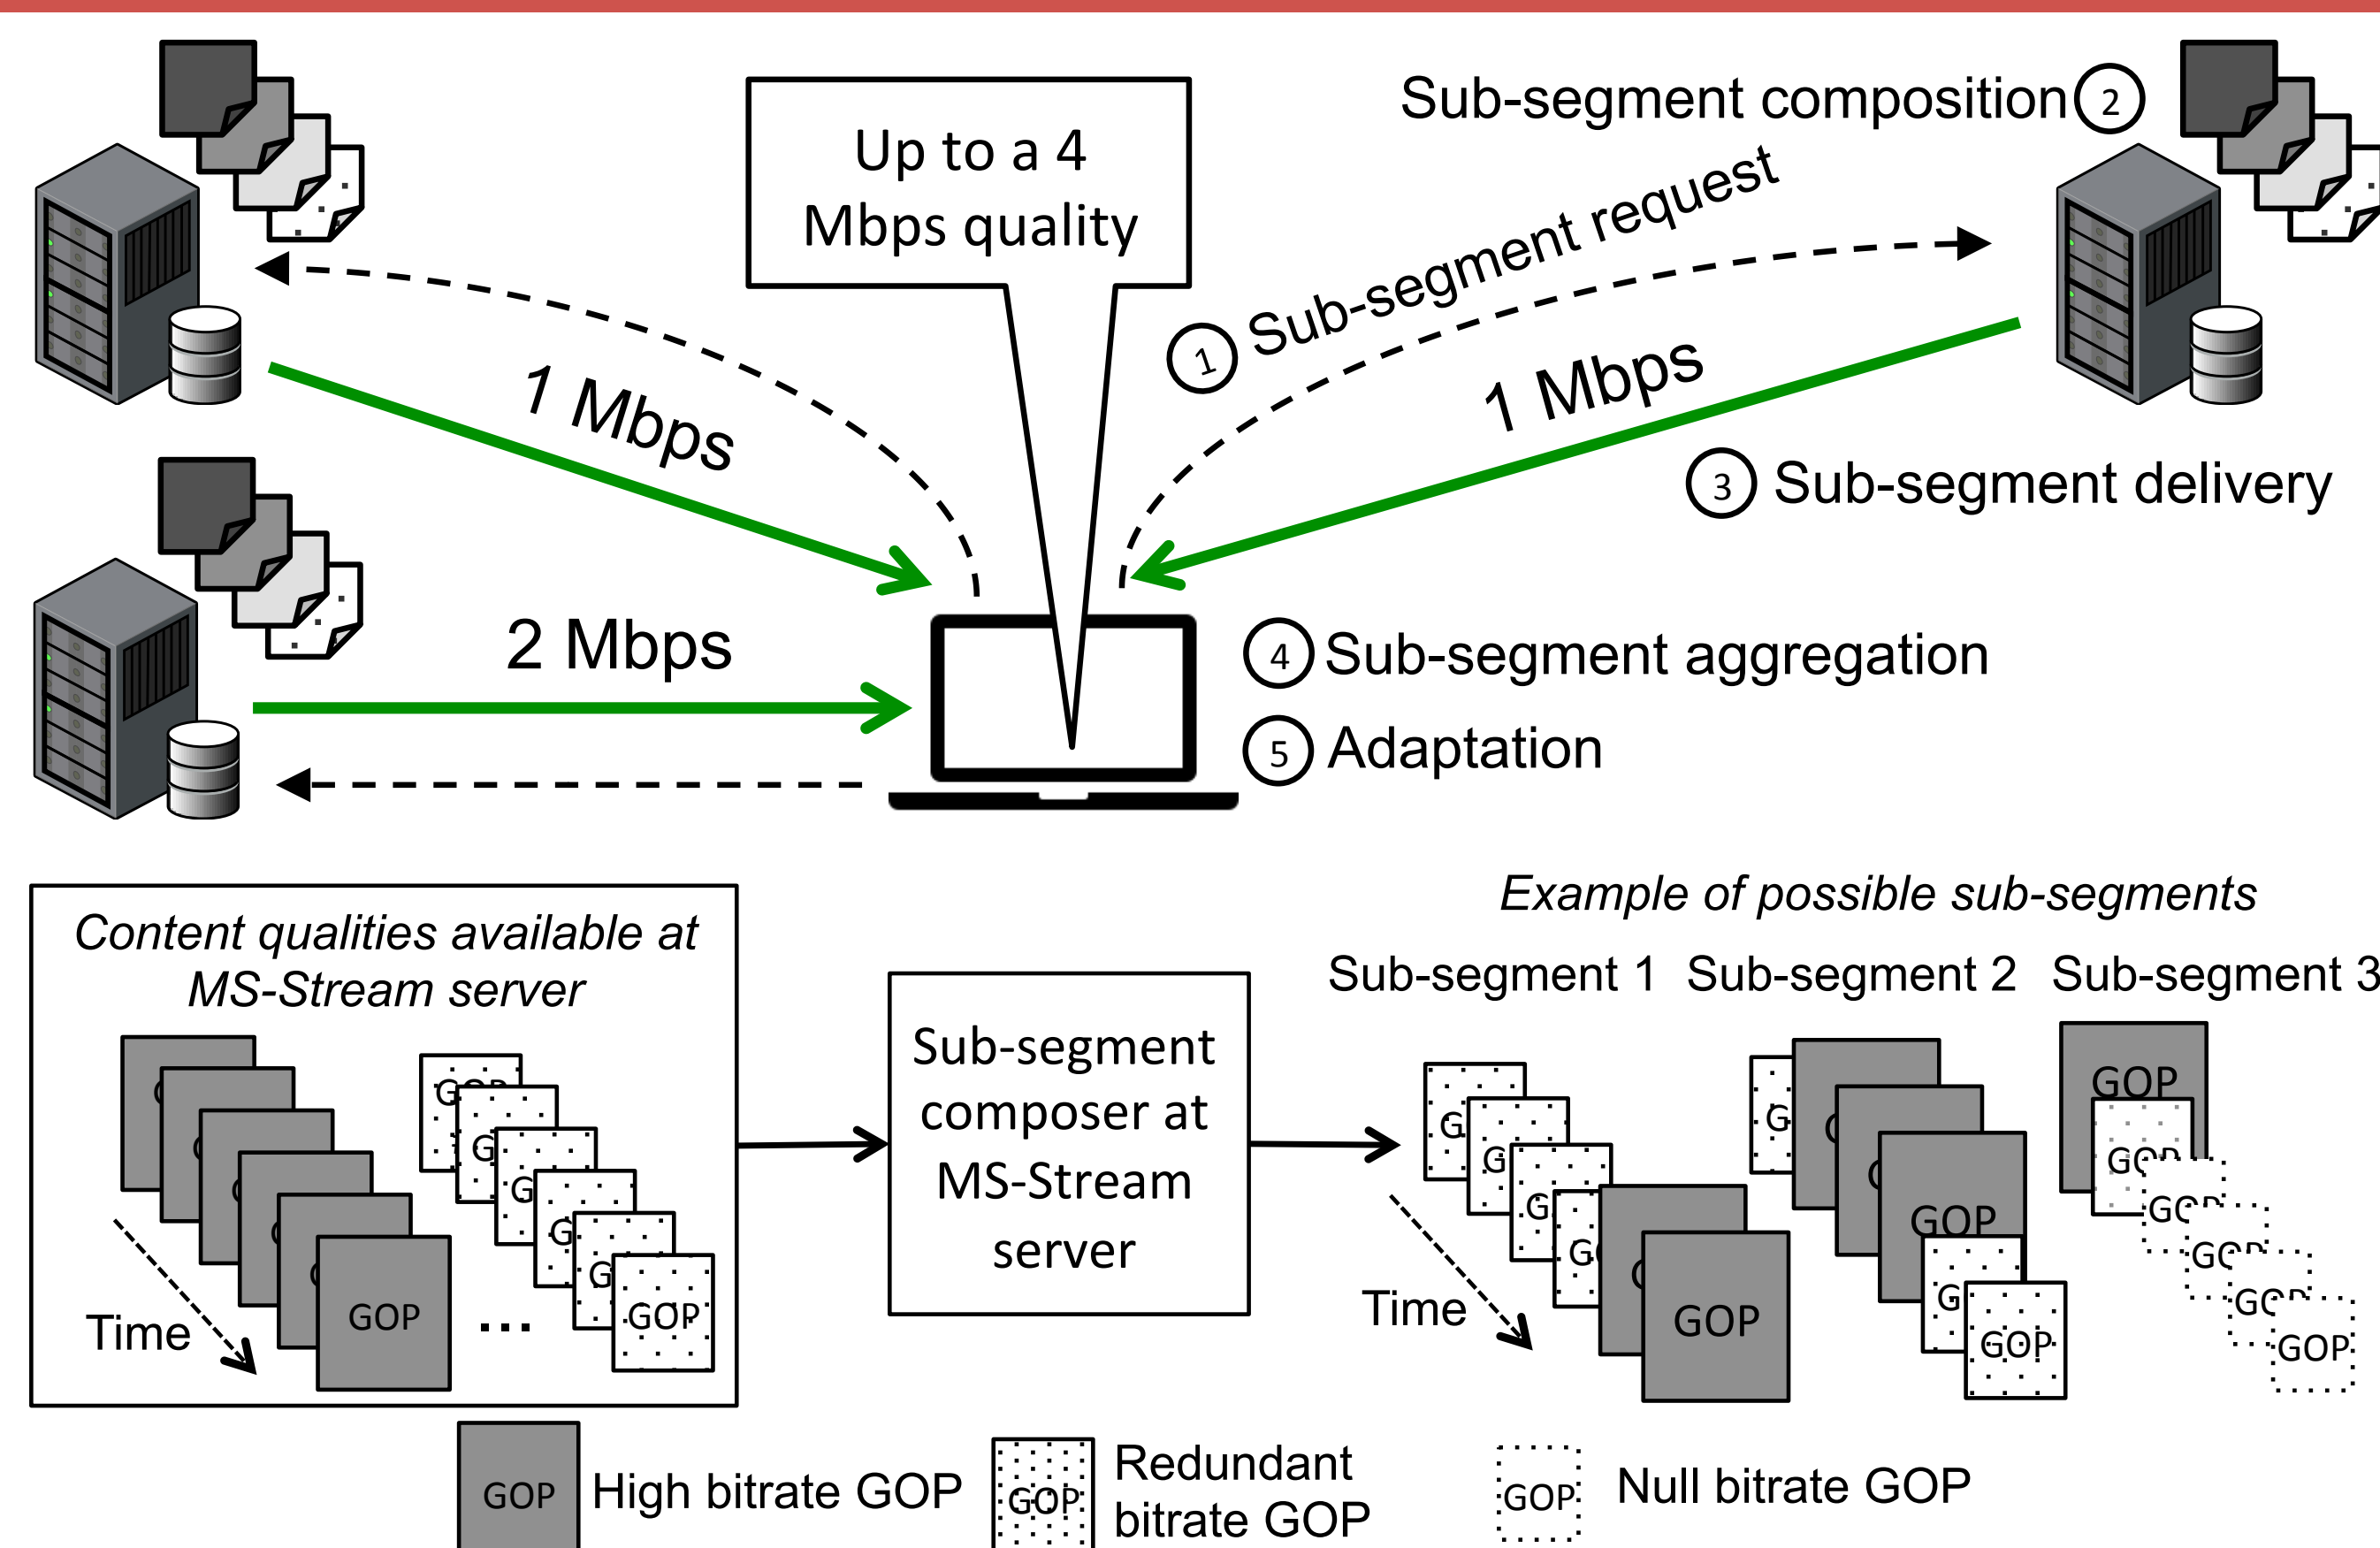 Up to a 4
Mbps quality
Sub-segment composition 2
1 Sub-segment request
1 Mbps
1 Mbps
3 Sub-segment delivery
2 Mbps
4 Sub-segment aggregation
5 Adaptation
Content qualities available at
MS-Stream server
GOP
GOP
...
GOP
Time
Sub-segment
composer at
MS-Stream
server
Example of possible sub-segments
Sub-segment 1 Sub-segment 2 Sub-segment 3
GOP
GOP
GOP
GOP
GOP
Time
GOP High bitrate GOP
GOP Redundant
bitrate GOP
GOP Null bitrate GOP